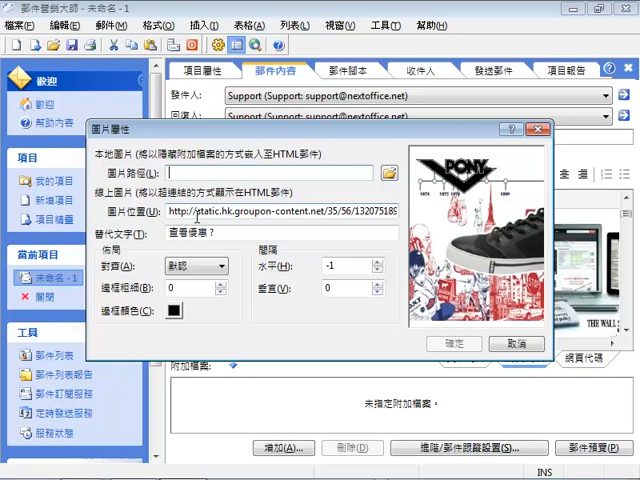 郵件營銷大師 - 未命名 - 1
檔案(F) 編輯(E) 郵件(M) 格式(O) 插入(I) 表格(A) 列表(L) 視窗(V) 工具(T) 幫助(H)
歡迎
歡迎
幫助內容
項目
我的項目
新增項目
項目精靈
當前項目
未命名 - 1
關閉
工具
郵件列表
郵件列表報告
郵件訂閱服務
定時發送服務
服務狀態
項目屬性 郵件內容 郵件腳本 收件人 發送郵件 項目報告
發件人: Support (Support: support@nextoffice.net)
回復人: Support (Support: support@nextoffice.net)
圖片屬性
本地圖片 (將以隱藏附加檔案的方式嵌入至HTML郵件)
圖片路徑(L):
線上圖片 (將以超連結的方式顯示在HTML郵件)
圖片位置(U): http://static.hk.groupon-content.net/35/56/132075189
替代文字(T): 查看優惠 ?
佈局
對齊(A): 默認
邊框粗細(B): 0
邊框顏色(C):
間隔
水平(H): -1
垂直(V): 0
PONY
確定 取消
THE WALL
附加檔案: 網頁代碼
未指定附加檔案。
增加(A)... 刪除(D) 進階/郵件跟蹤設置(S)... 郵件預覽(P)
INS